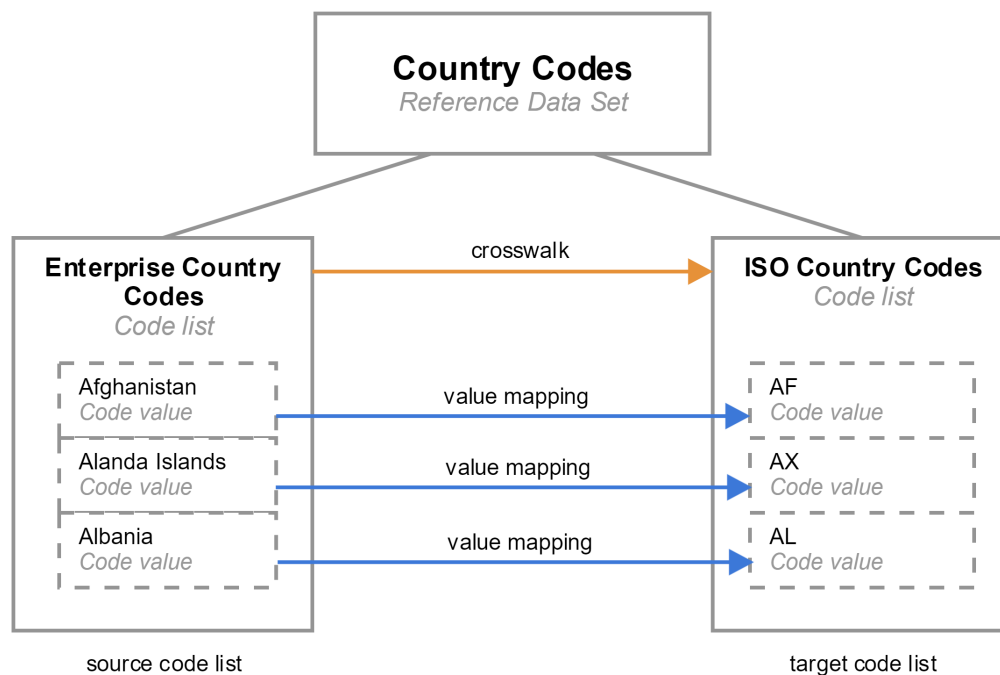 Country Codes
Reference Data Set
crosswalk
Enterprise Country
Codes
Code list
ISO Country Codes
Code list
Afghanistan
Code value
value mapping
AF
Code value
Alanda Islands
Code value
value mapping
AX
Code value
Albania
Code value
value mapping
AL
Code value
source code list
target code list